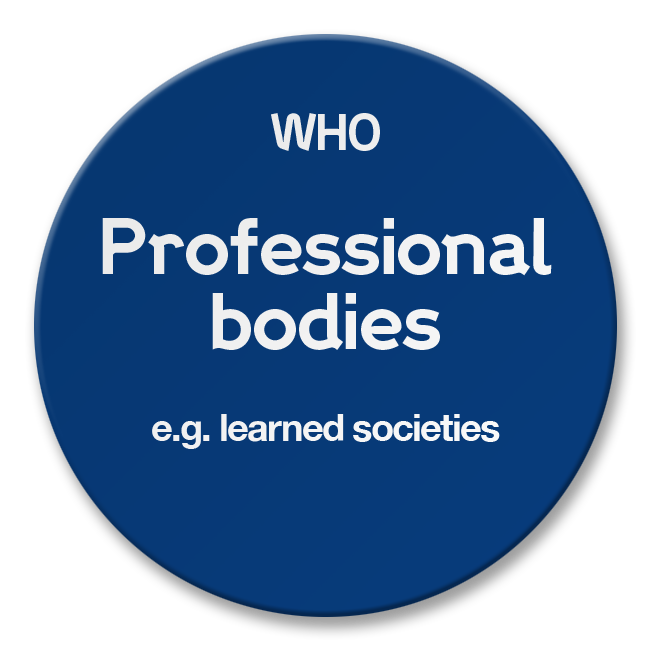 WHO
Professional
bodies
e.g. learned societies